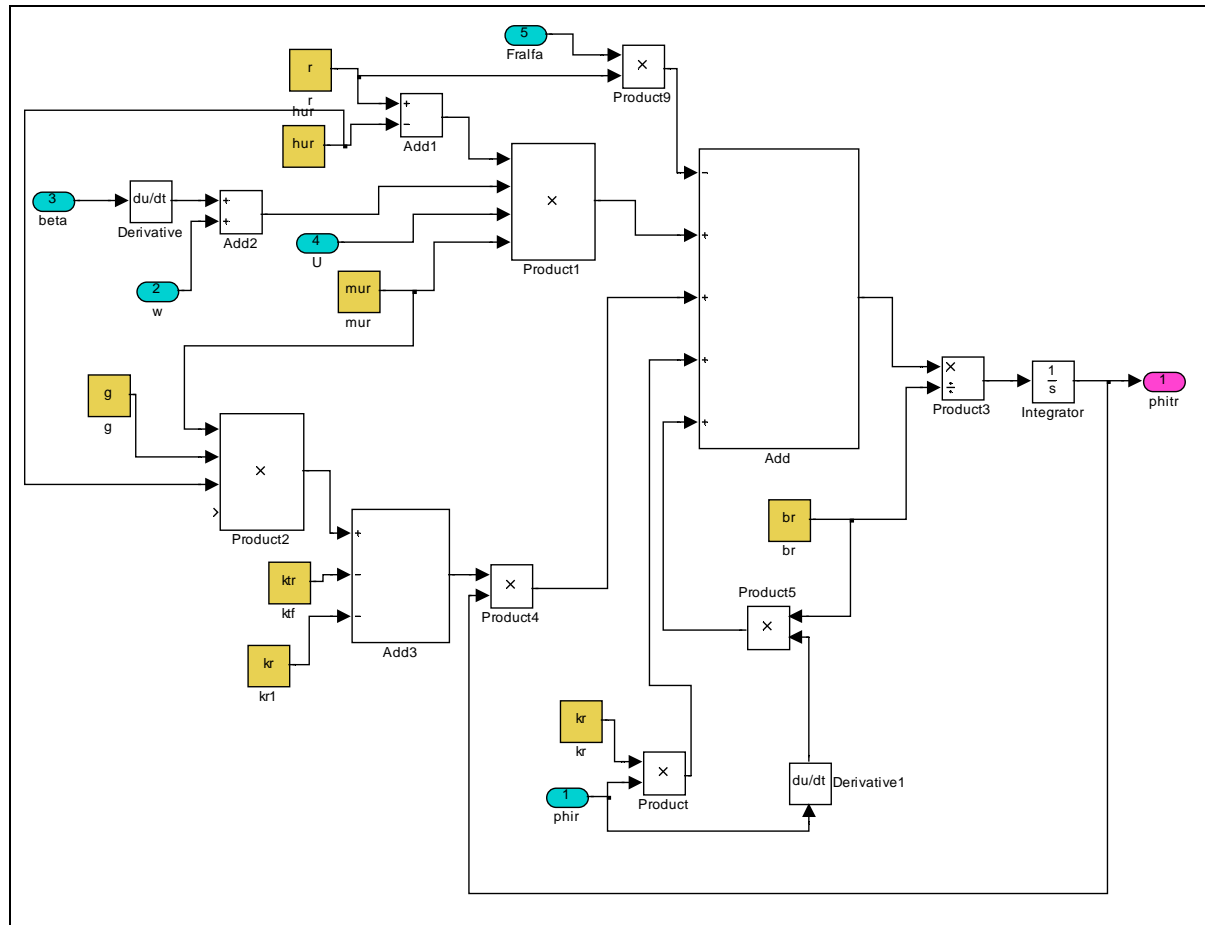 5
Fralfa
×
Product9
r
r
hur
hur
+
−
Add1
3
beta
du/dt
Derivative
+
+
Add2
2
w
4
U
mur
mur
×
Product1
−
+
+
+
+
Add
g
g
×
Product2
+
−
−
Add3
ktr
ktf
kr
kr1
×
Product4
×
÷
Product3
1
s
Integrator
1
phitr
br
br
Product5
×
kr
kr
×
Product
1
phir
du/dt
Derivative1